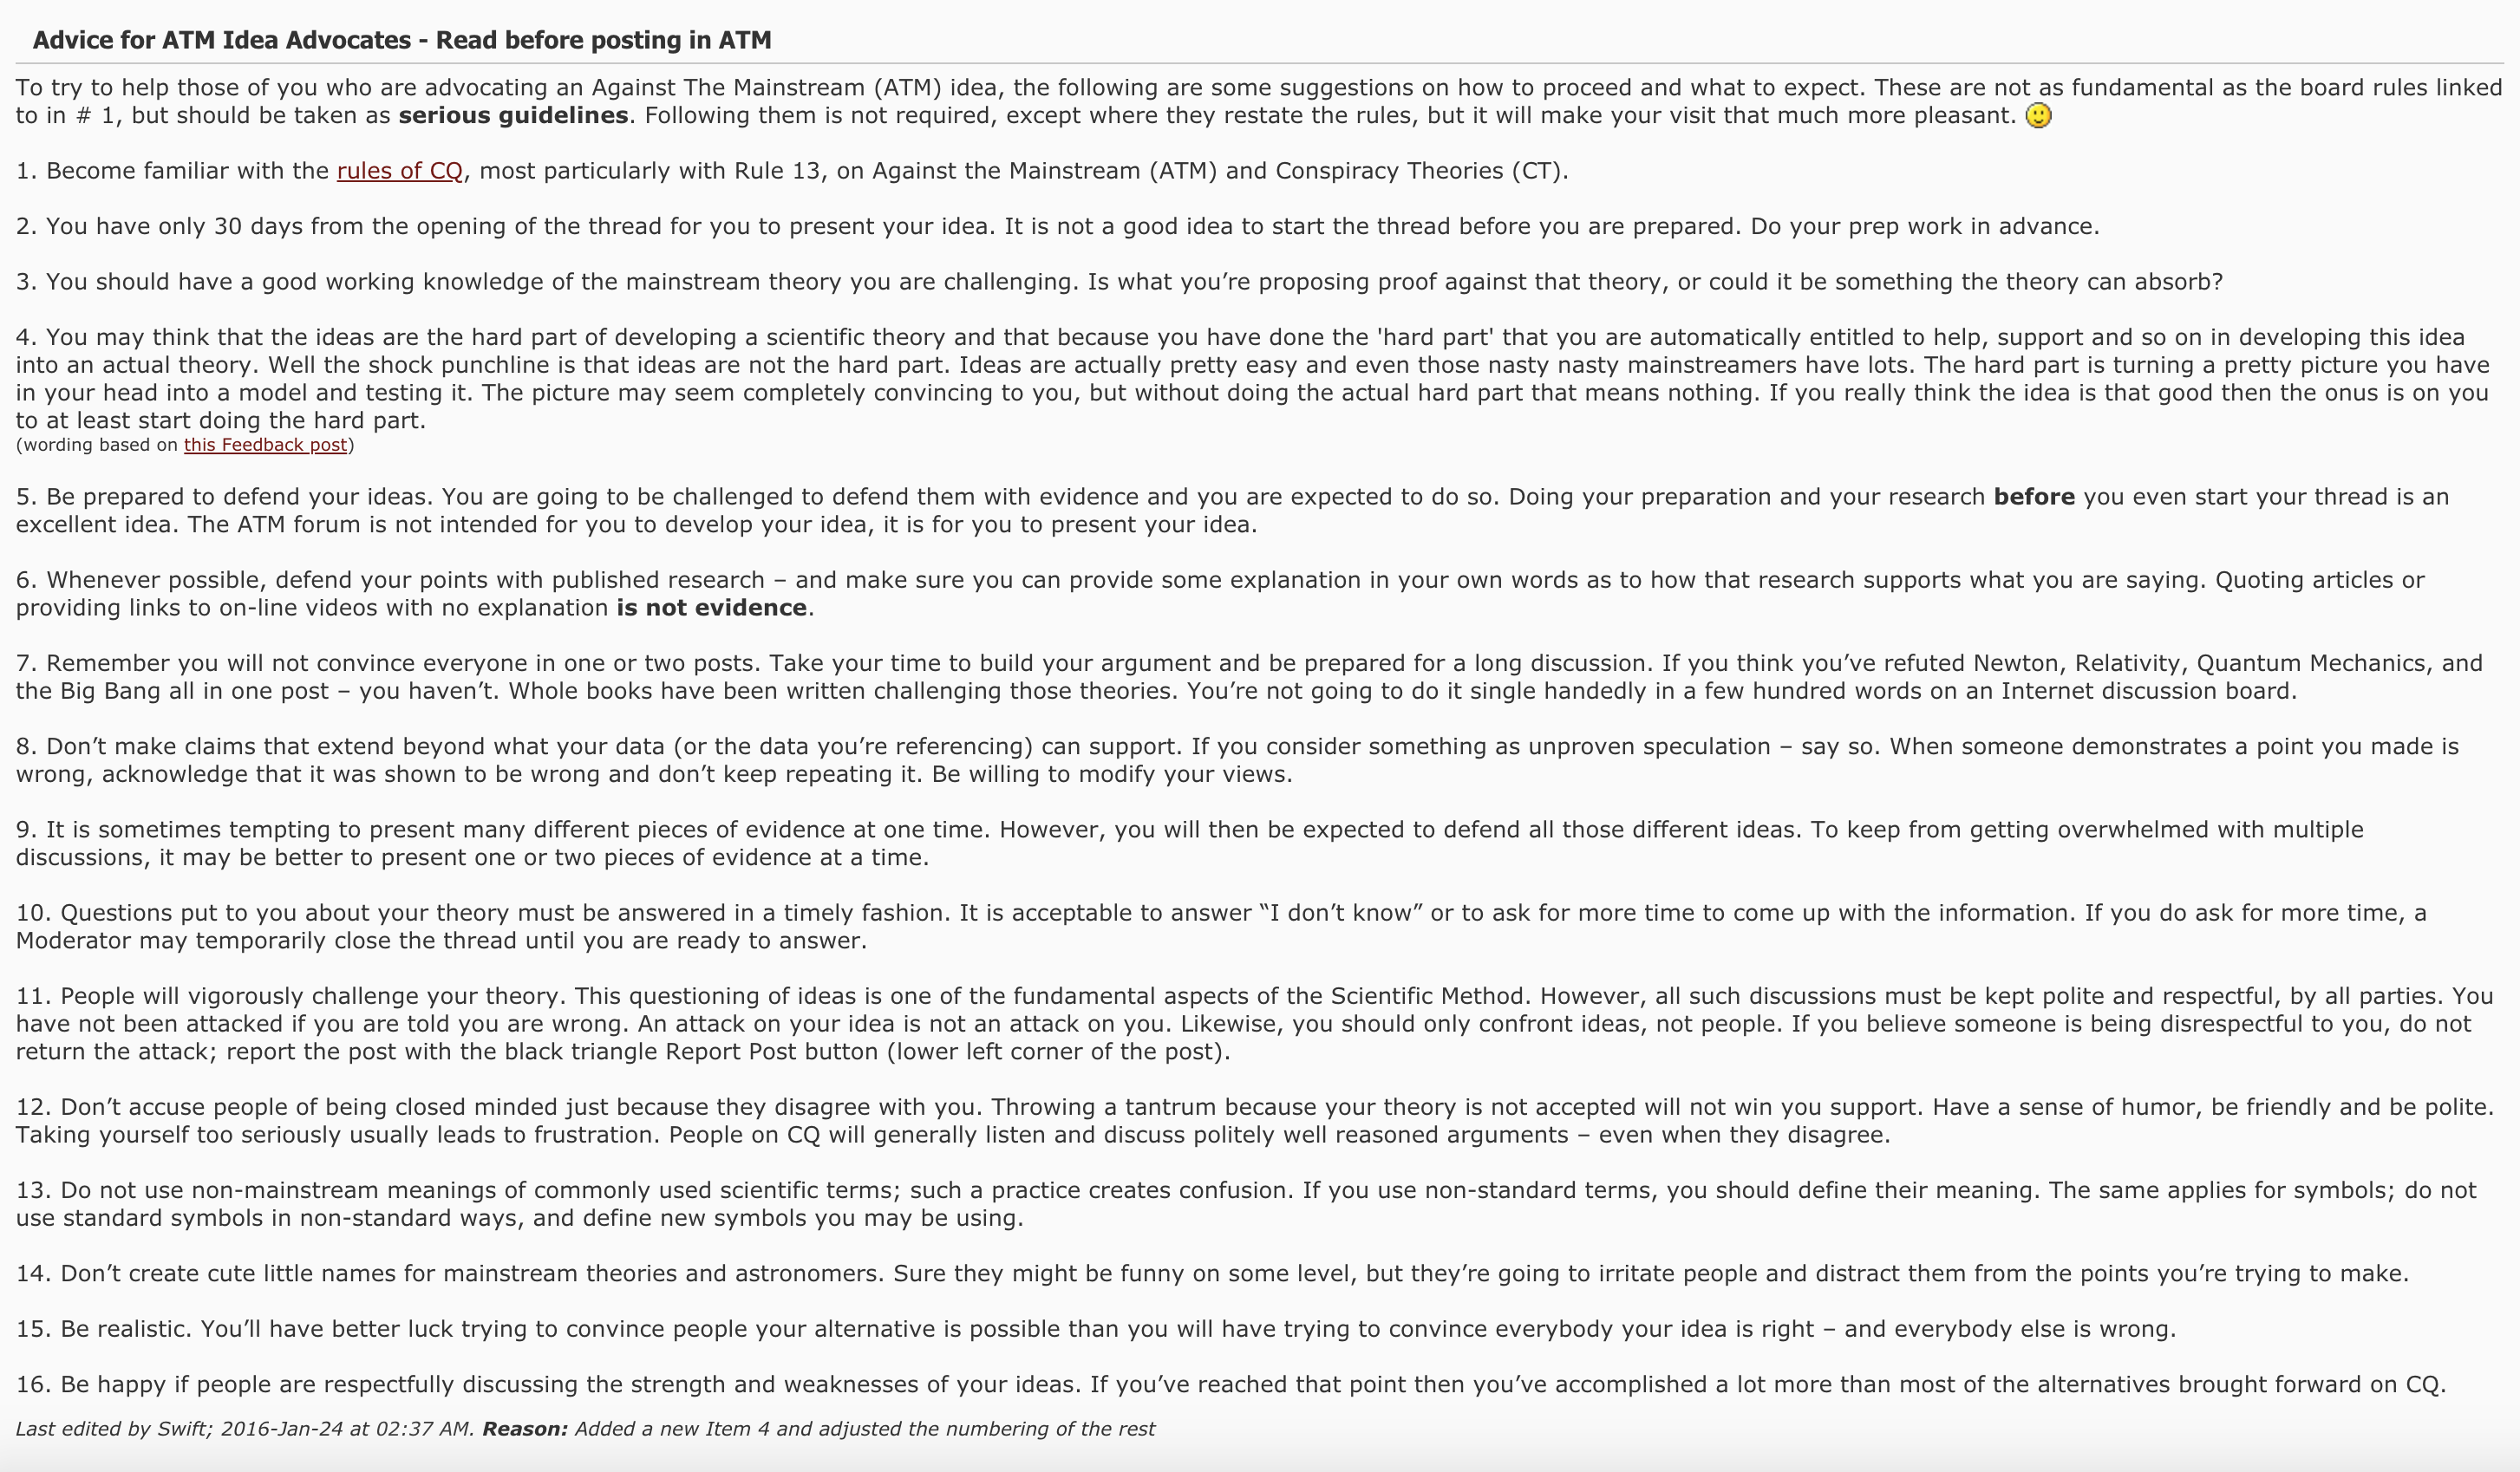 Advice for ATM Idea Advocates - Read before posting in ATM
To try to help those of you who are advocating an Against The Mainstream (ATM) idea, the following are some suggestions on how to proceed and what to expect. These are not as fundamental as the board rules linked
to in # 1, but should be taken as serious guidelines. Following them is not required, except where they restate the rules, but it will make your visit that much more pleasant.
1. Become familiar with the rules of CQ, most particularly with Rule 13, on Against the Mainstream (ATM) and Conspiracy Theories (CT).
2. You have only 30 days from the opening of the thread for you to present your idea. It is not a good idea to start the thread before you are prepared. Do your prep work in advance.
3. You should have a good working knowledge of the mainstream theory you are challenging. Is what you’re proposing proof against that theory, or could it be something the theory can absorb?
4. You may think that the ideas are the hard part of developing a scientific theory and that because you have done the 'hard part' that you are automatically entitled to help, support and so on in developing this idea
into an actual theory. Well the shock punchline is that ideas are not the hard part. Ideas are actually pretty easy and even those nasty nasty mainstreamers have lots. The hard part is turning a pretty picture you have
in your head into a model and testing it. The picture may seem completely convincing to you, but without doing the actual hard part that means nothing. If you really think the idea is that good then the onus is on you
to at least start doing the hard part.
(wording based on this Feedback post)
5. Be prepared to defend your ideas. You are going to be challenged to defend them with evidence and you are expected to do so. Doing your preparation and your research before you even start your thread is an
excellent idea. The ATM forum is not intended for you to develop your idea, it is for you to present your idea.
6. Whenever possible, defend your points with published research – and make sure you can provide some explanation in your own words as to how that research supports what you are saying. Quoting articles or
providing links to on-line videos with no explanation is not evidence.
7. Remember you will not convince everyone in one or two posts. Take your time to build your argument and be prepared for a long discussion. If you think you’ve refuted Newton, Relativity, Quantum Mechanics, and
the Big Bang all in one post – you haven’t. Whole books have been written challenging those theories. You’re not going to do it single handedly in a few hundred words on an Internet discussion board.
8. Don’t make claims that extend beyond what your data (or the data you’re referencing) can support. If you consider something as unproven speculation – say so. When someone demonstrates a point you made is
wrong, acknowledge that it was shown to be wrong and don’t keep repeating it. Be willing to modify your views.
9. It is sometimes tempting to present many different pieces of evidence at one time. However, you will then be expected to defend all those different ideas. To keep from getting overwhelmed with multiple
discussions, it may be better to present one or two pieces of evidence at a time.
10. Questions put to you about your theory must be answered in a timely fashion. It is acceptable to answer “I don’t know” or to ask for more time to come up with the information. If you do ask for more time, a
Moderator may temporarily close the thread until you are ready to answer.
11. People will vigorously challenge your theory. This questioning of ideas is one of the fundamental aspects of the Scientific Method. However, all such discussions must be kept polite and respectful, by all parties. You
have not been attacked if you are told you are wrong. An attack on your idea is not an attack on you. Likewise, you should only confront ideas, not people. If you believe someone is being disrespectful to you, do not
return the attack; report the post with the black triangle Report Post button (lower left corner of the post).
12. Don’t accuse people of being closed minded just because they disagree with you. Throwing a tantrum because your theory is not accepted will not win you support. Have a sense of humor, be friendly and be polite.
Taking yourself too seriously usually leads to frustration. People on CQ will generally listen and discuss politely well reasoned arguments – even when they disagree.
13. Do not use non-mainstream meanings of commonly used scientific terms; such a practice creates confusion. If you use non-standard terms, you should define their meaning. The same applies for symbols; do not
use standard symbols in non-standard ways, and define new symbols you may be using.
14. Don’t create cute little names for mainstream theories and astronomers. Sure they might be funny on some level, but they’re going to irritate people and distract them from the points you’re trying to make.
15. Be realistic. You’ll have better luck trying to convince people your alternative is possible than you will have trying to convince everybody your idea is right – and everybody else is wrong.
16. Be happy if people are respectfully discussing the strength and weaknesses of your ideas. If you’ve reached that point then you’ve accomplished a lot more than most of the alternatives brought forward on CQ.
Last edited by Swift; 2016-Jan-24 at 02:37 AM. Reason: Added a new Item 4 and adjusted the numbering of the rest